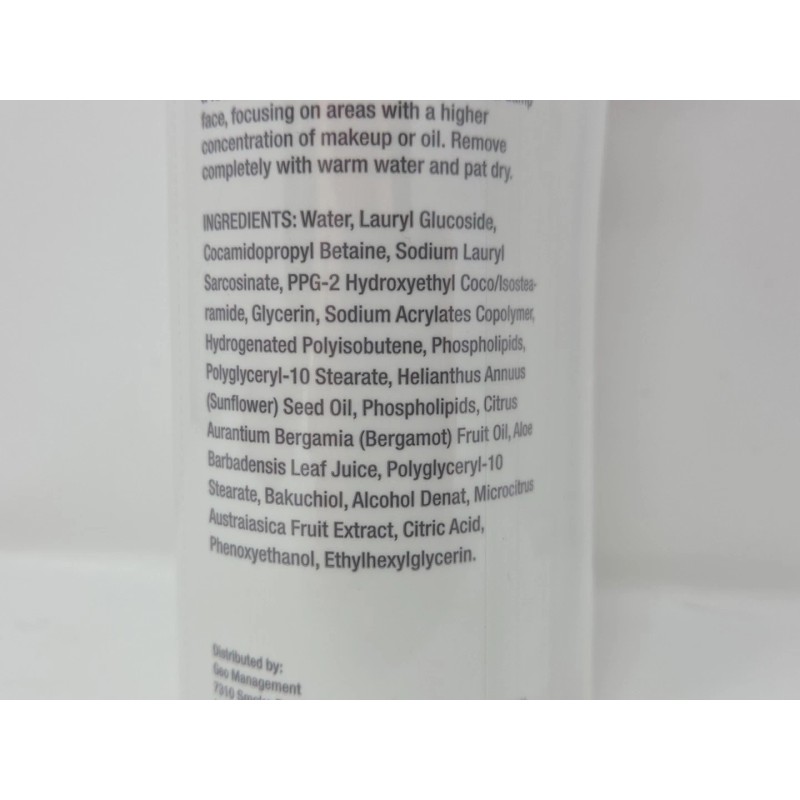 face, focusing on areas with a higher
concentration of makeup or oil. Remove
completely with warm water and pat dry.
INGREDIENTS: Water, Lauryl Glucoside,
Cocamidopropyl Betaine, Sodium Lauryl
Sarcosinate, PPG-2 Hydroxyethyl Coco/Isostea-
ramide, Glycerin, Sodium Acrylates Copolymer,
Hydrogenated Polyisobutene, Phospholipids,
Polyglyceryl-10 Stearate, Helianthus Annuus
(Sunflower) Seed Oil, Phospholipids, Citrus
Aurantium Bergamia (Bergamot) Fruit Oil, Aloe
Barbadensis Leaf Juice, Polyglyceryl-10
Stearate, Bakuchiol, Alcohol Denat, Microcitrus
Austraiasica Fruit Extract, Citric Acid,
Phenoxyethanol, Ethylhexylglycerin.
Distributed by:
Geo Management
7310